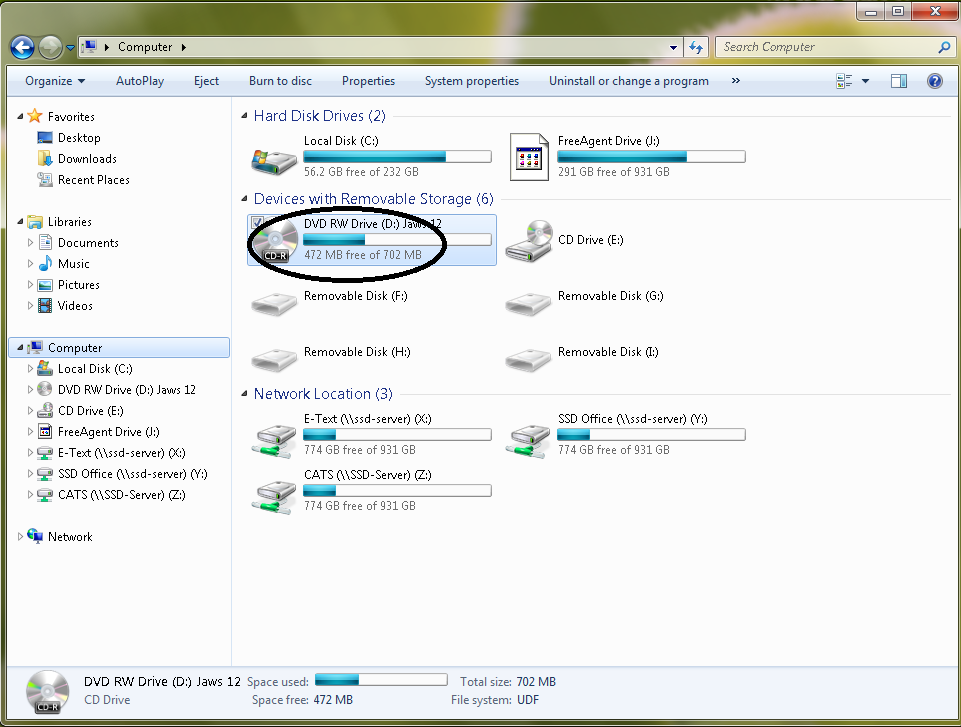 Computer
Search Computer
Organize AutoPlay Eject Burn to disc Properties System properties Uninstall or change a program »
Favorites
Desktop
Downloads
Recent Places
Libraries
Documents
Music
Pictures
Videos
Computer
Local Disk (C:)
DVD RW Drive (D:) Jaws 12
CD Drive (E:)
FreeAgent Drive (J:)
E-Text (\\ssd-server) (X:)
SSD Office (\\ssd-server) (Y:)
CATS (\\SSD-Server) (Z:)
Network
Hard Disk Drives (2)
Local Disk (C:)
56.2 GB free of 232 GB
FreeAgent Drive (J:)
291 GB free of 931 GB
Devices with Removable Storage (6)
DVD RW Drive (D:) Jaws 12
CD-R
472 MB free of 702 MB
CD Drive (E:)
Removable Disk (F:)
Removable Disk (G:)
Removable Disk (H:)
Removable Disk (I:)
Network Location (3)
E-Text (\\ssd-server) (X:)
774 GB free of 931 GB
SSD Office (\\ssd-server) (Y:)
774 GB free of 931 GB
CATS (\\SSD-Server) (Z:)
774 GB free of 931 GB
CD-R
DVD RW Drive (D:) Jaws 12 Space used: Total size: 702 MB
CD Drive Space free: 472 MB File system: UDF